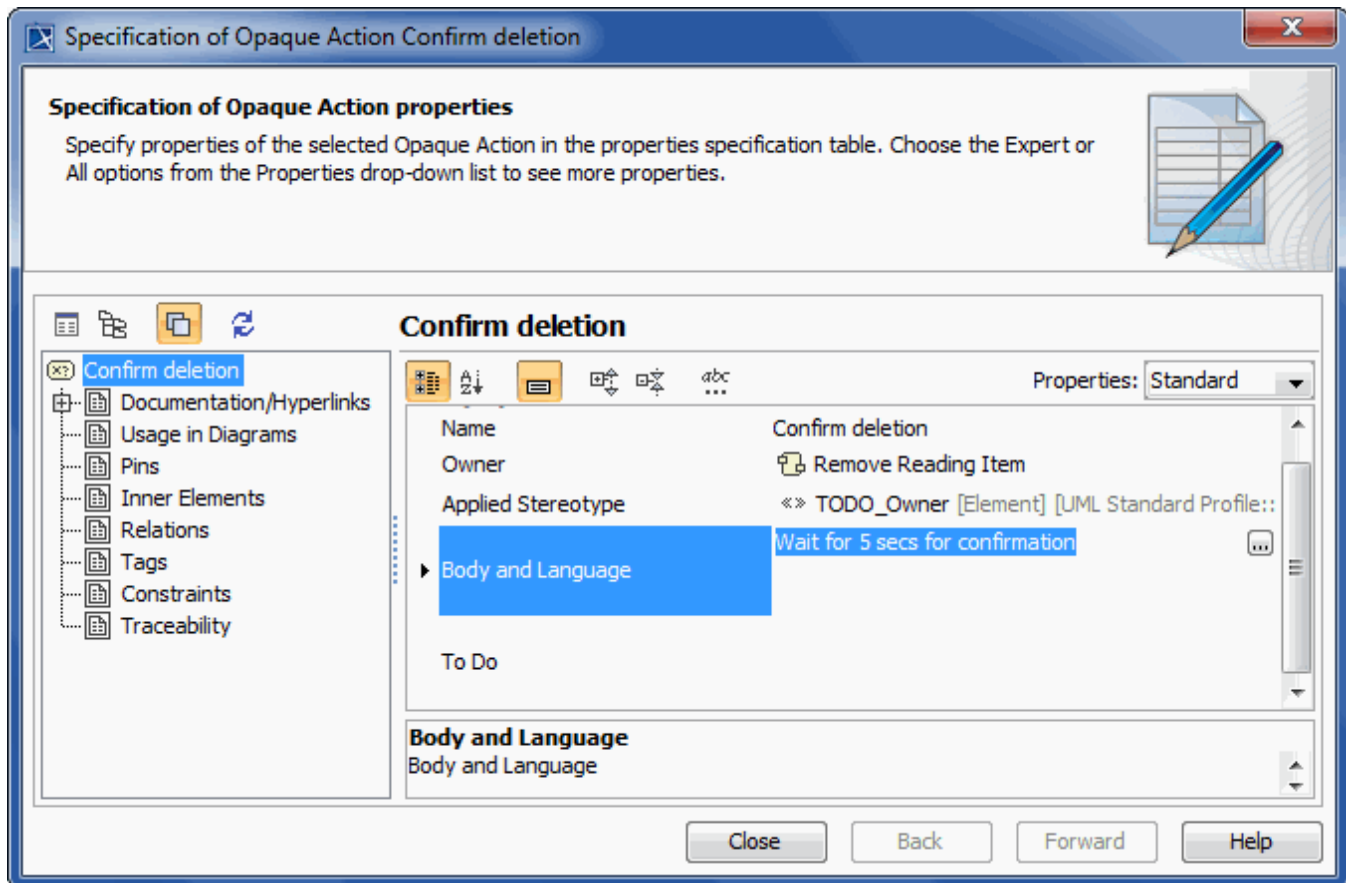 Specification of Opaque Action Confirm deletion
x
Specification of Opaque Action properties
Specify properties of the selected Opaque Action in the properties specification table. Choose the Expert or
All options from the Properties drop-down list to see more properties.
Confirm deletion
Confirm deletion
Documentation/Hyperlinks
Usage in Diagrams
Pins
Inner Elements
Relations
Tags
Constraints
Traceability
abc
Properties: Standard
Name Confirm deletion
Owner Remove Reading Item
Applied Stereotype «» TODO_Owner [Element] [UML Standard Profile::
Body and Language Wait for 5 secs for confirmation ...
To Do
Body and Language
Body and Language
Close Back Forward Help